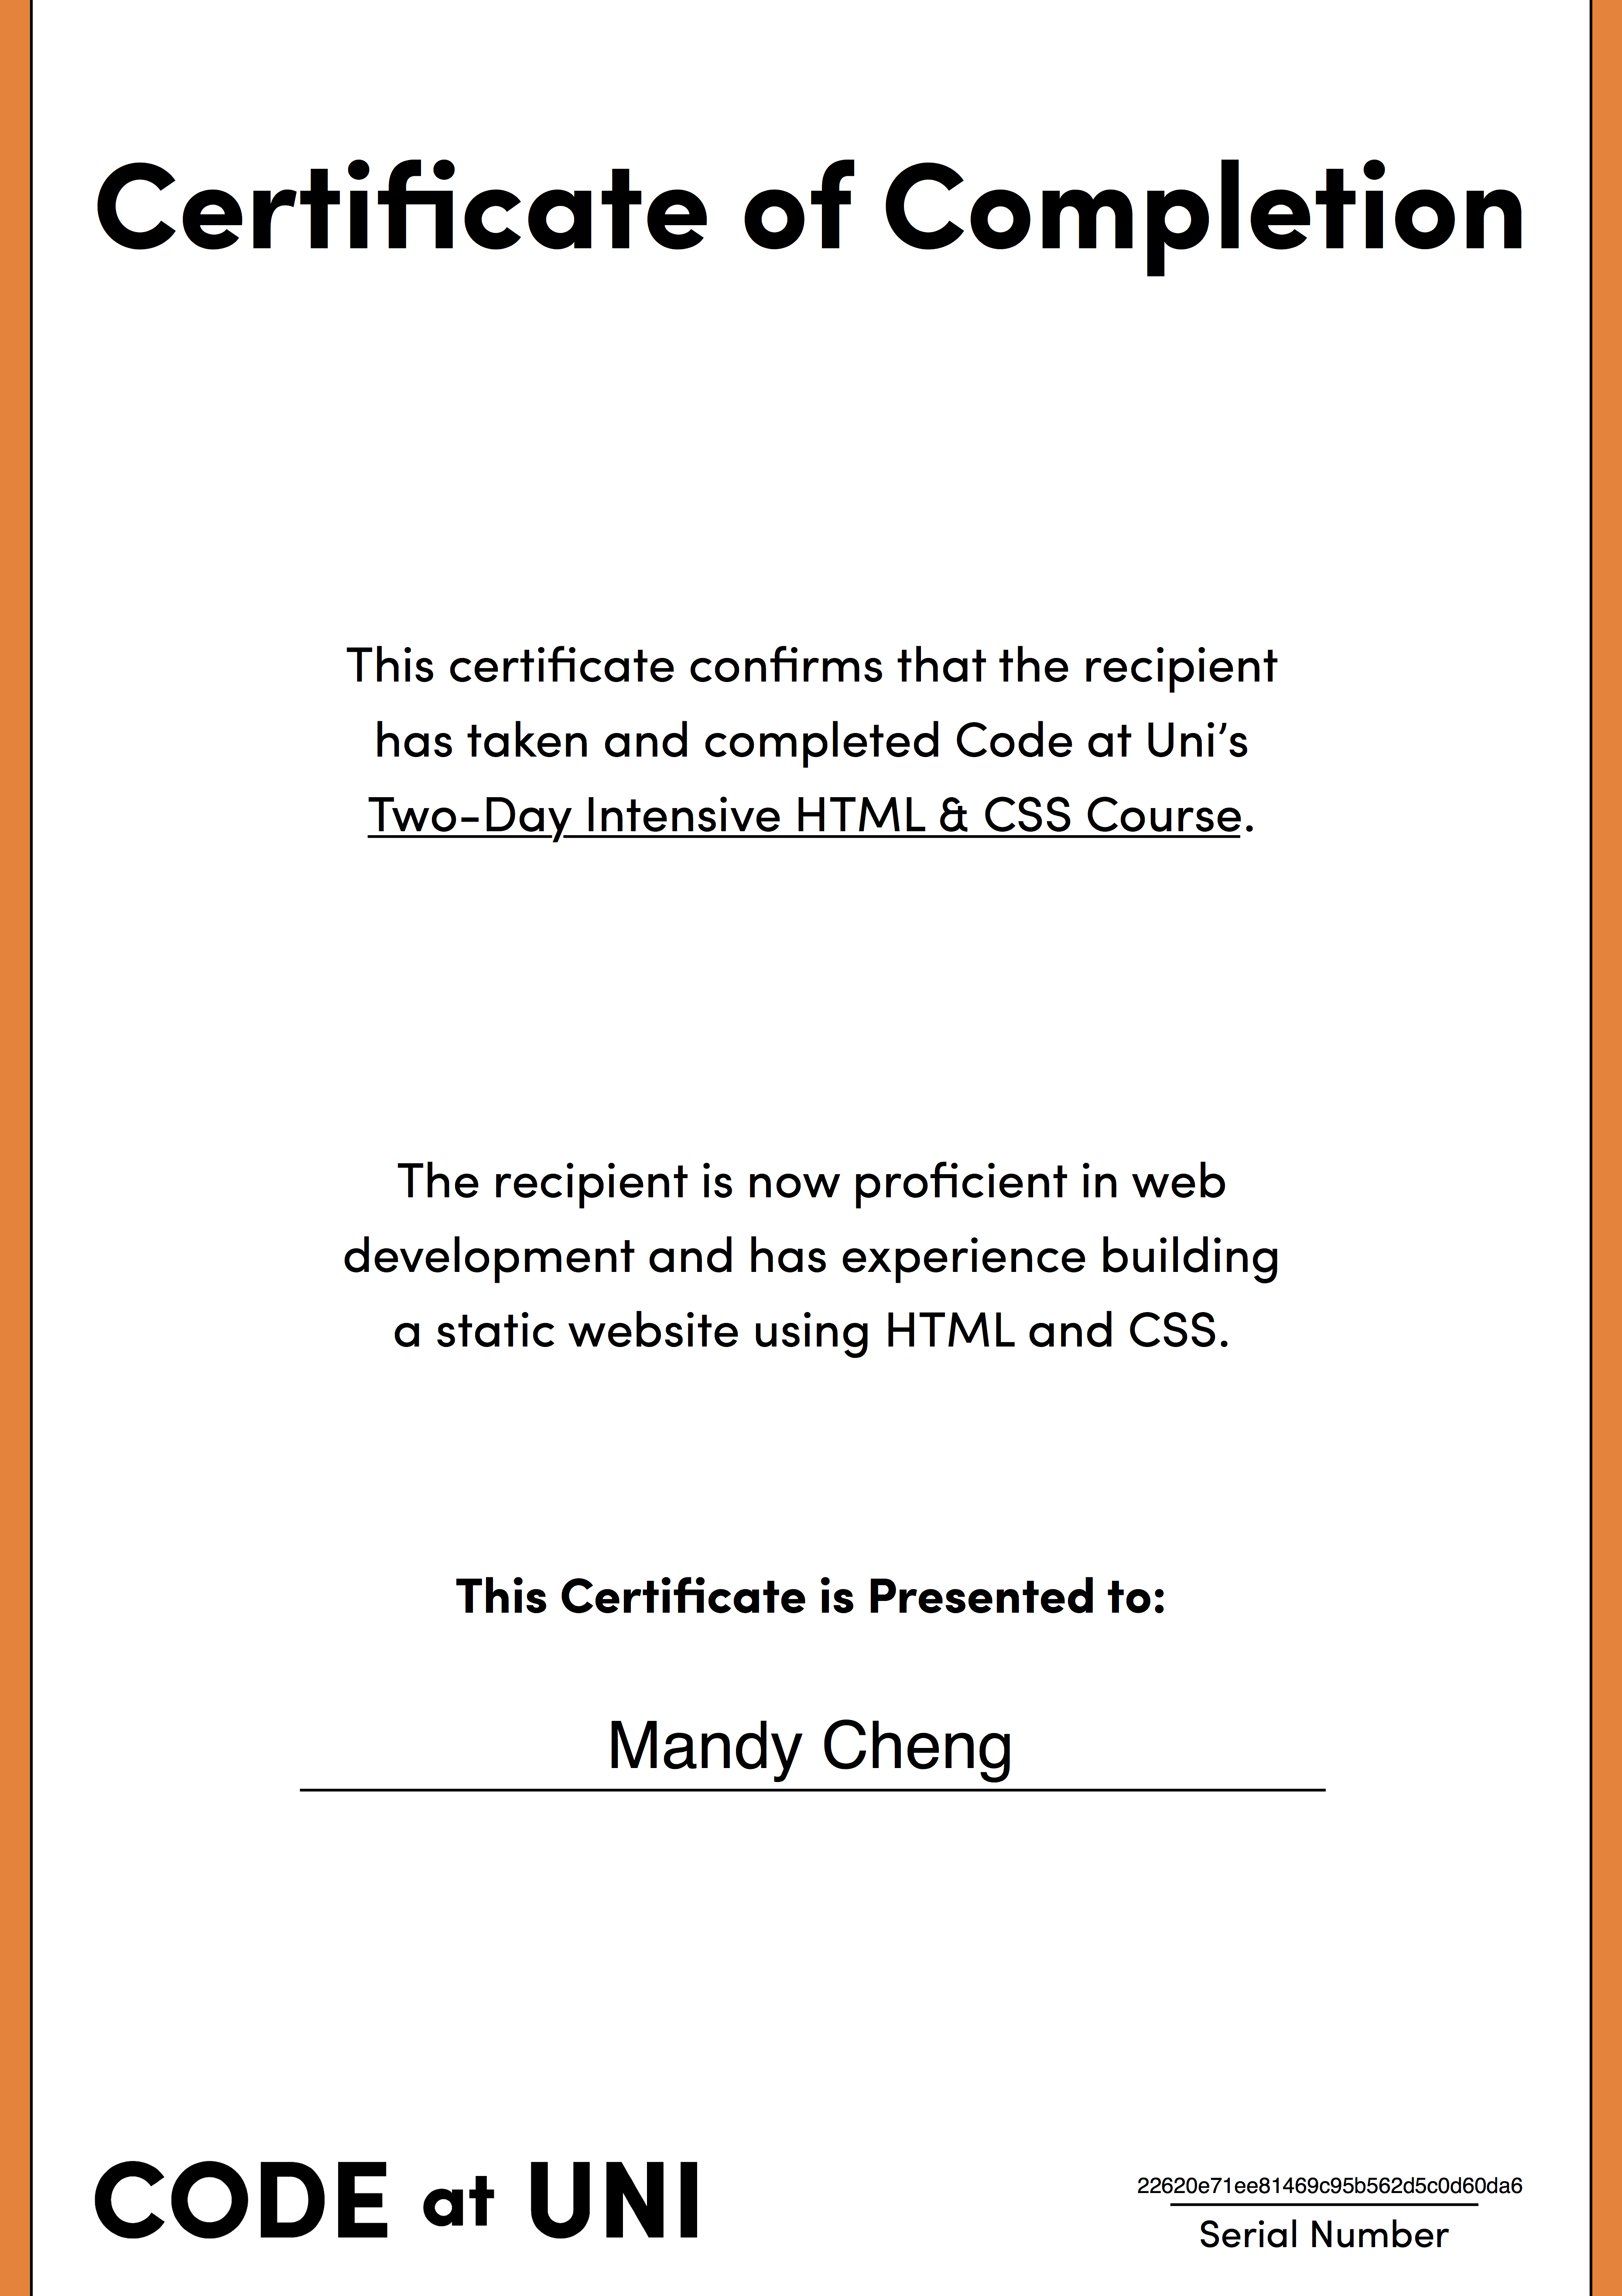 Certificate of Completion
This certificate confirms that the recipient
has taken and completed Code at Uni’s
Two-Day Intensive HTML & CSS Course.
The recipient is now proficient in web
development and has experience building
a static website using HTML and CSS.
This Certificate is Presented to:
Mandy Cheng
CODE at UNI
22620e71ee81469c95b562d5c0d60da6
Serial Number